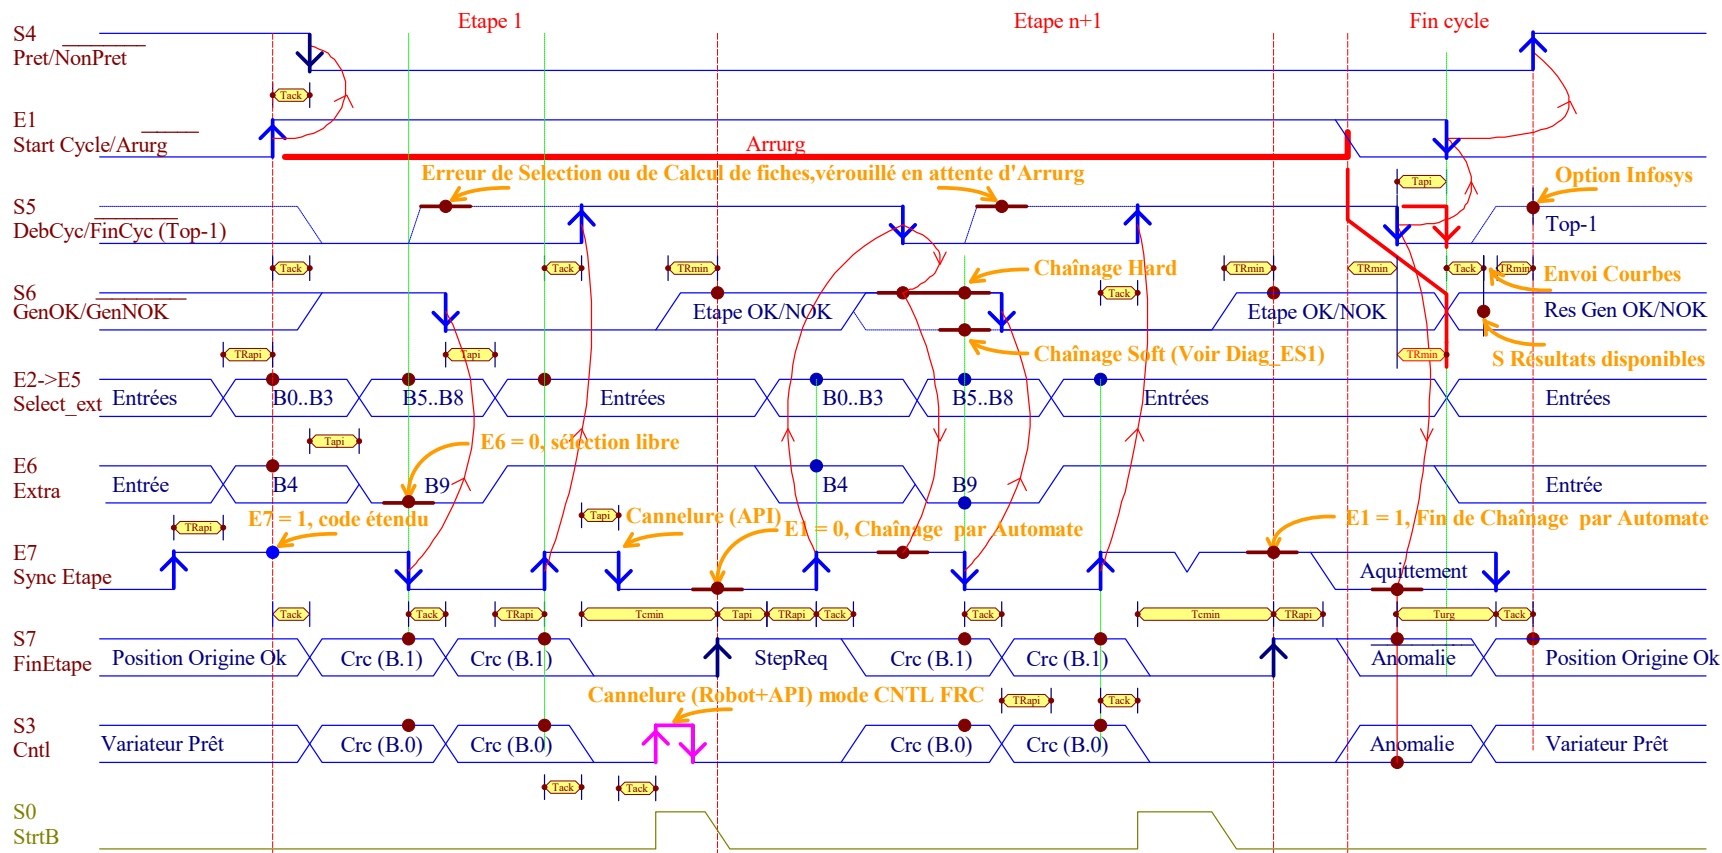 Etape 1
Etape n+1
Fin cycle
S4
Pret/NonPret
Tack
E1
Start Cycle/Arurg
Arrurg
Erreur de Selection ou de Calcul de fiches,vérouillé en attente d'Arrurg
Tapi
Option Infosys
S5
DebCyc/FinCyc (Top-1)
Top-1
Tack
Tack
TRmin
Chaînage Hard
TRmin
TRmin
Tack
TRmin
Envoi Courbes
S6
GenOK/GenNOK
Etape OK/NOK
Tack
Etape OK/NOK
Res Gen OK/NOK
TRapi
Tapi
Chaînage Soft (Voir Diag_ES1)
TRmin
S Résultats disponibles
E2->E5
Select_ext
Entrées
B0..B3
B5..B8
Entrées
B0..B3
B5..B8
Entrées
Entrées
Tapi
E6 = 0, sélection libre
E6
Extra
Entrée
B4
B9
B4
B9
Entrée
TRapi
E7 = 1, code étendu
Tapi
Cannelure (API)
E1 = 0, Chaînage  par Automate
E1 = 1, Fin de Chaînage  par Automate
E7
Sync Etape
Aquittement
Tack
Tack
TRapi
Tcmin
Tapi
TRapi
Tack
Tack
Tcmin
TRapi
Turg
Tack
S7
FinEtape
Position Origine Ok
Crc (B.1)
Crc (B.1)
StepReq
Crc (B.1)
Crc (B.1)
Anomalie
Position Origine Ok
Cannelure (Robot+API) mode CNTL FRC
TRapi
Tack
S3
Cntl
Variateur Prêt
Crc (B.0)
Crc (B.0)
Crc (B.0)
Crc (B.0)
Anomalie
Variateur Prêt
Tack
Tack
S0
StrtB